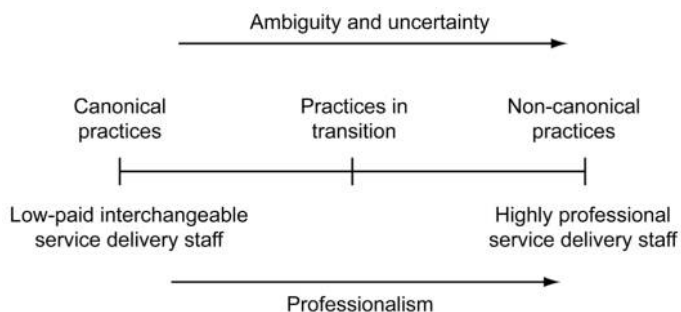 Ambiguity and uncertainty
Canonical practices
Practices in transition
Non-canonical practices
Low-paid interchangeable service delivery staff
Highly professional service delivery staff
Professionalism